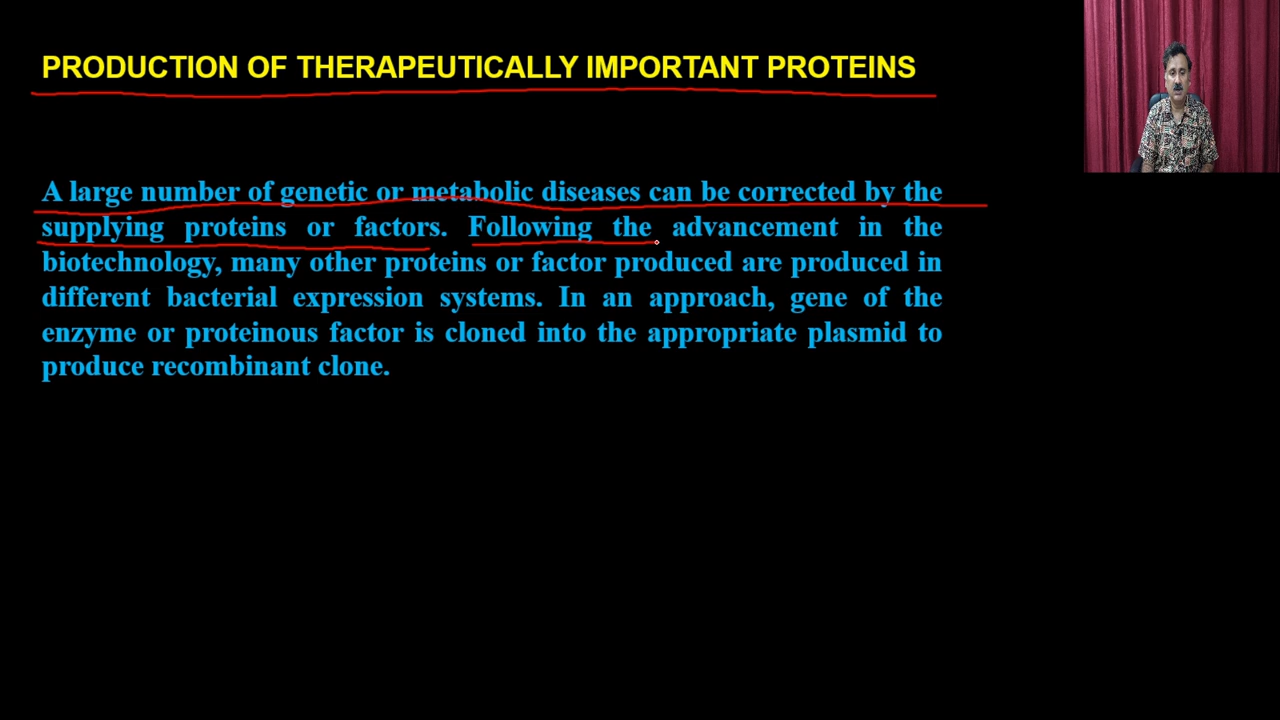 PRODUCTION OF THERAPEUTICALLY IMPORTANT PROTEINS
A large number of genetic or metabolic diseases can be corrected by the
supplying proteins or factors. Following the advancement in the
biotechnology, many other proteins or factor produced are produced in
different bacterial expression systems. In an approach, gene of the
enzyme or proteinous factor is cloned into the appropriate plasmid to
produce recombinant clone.